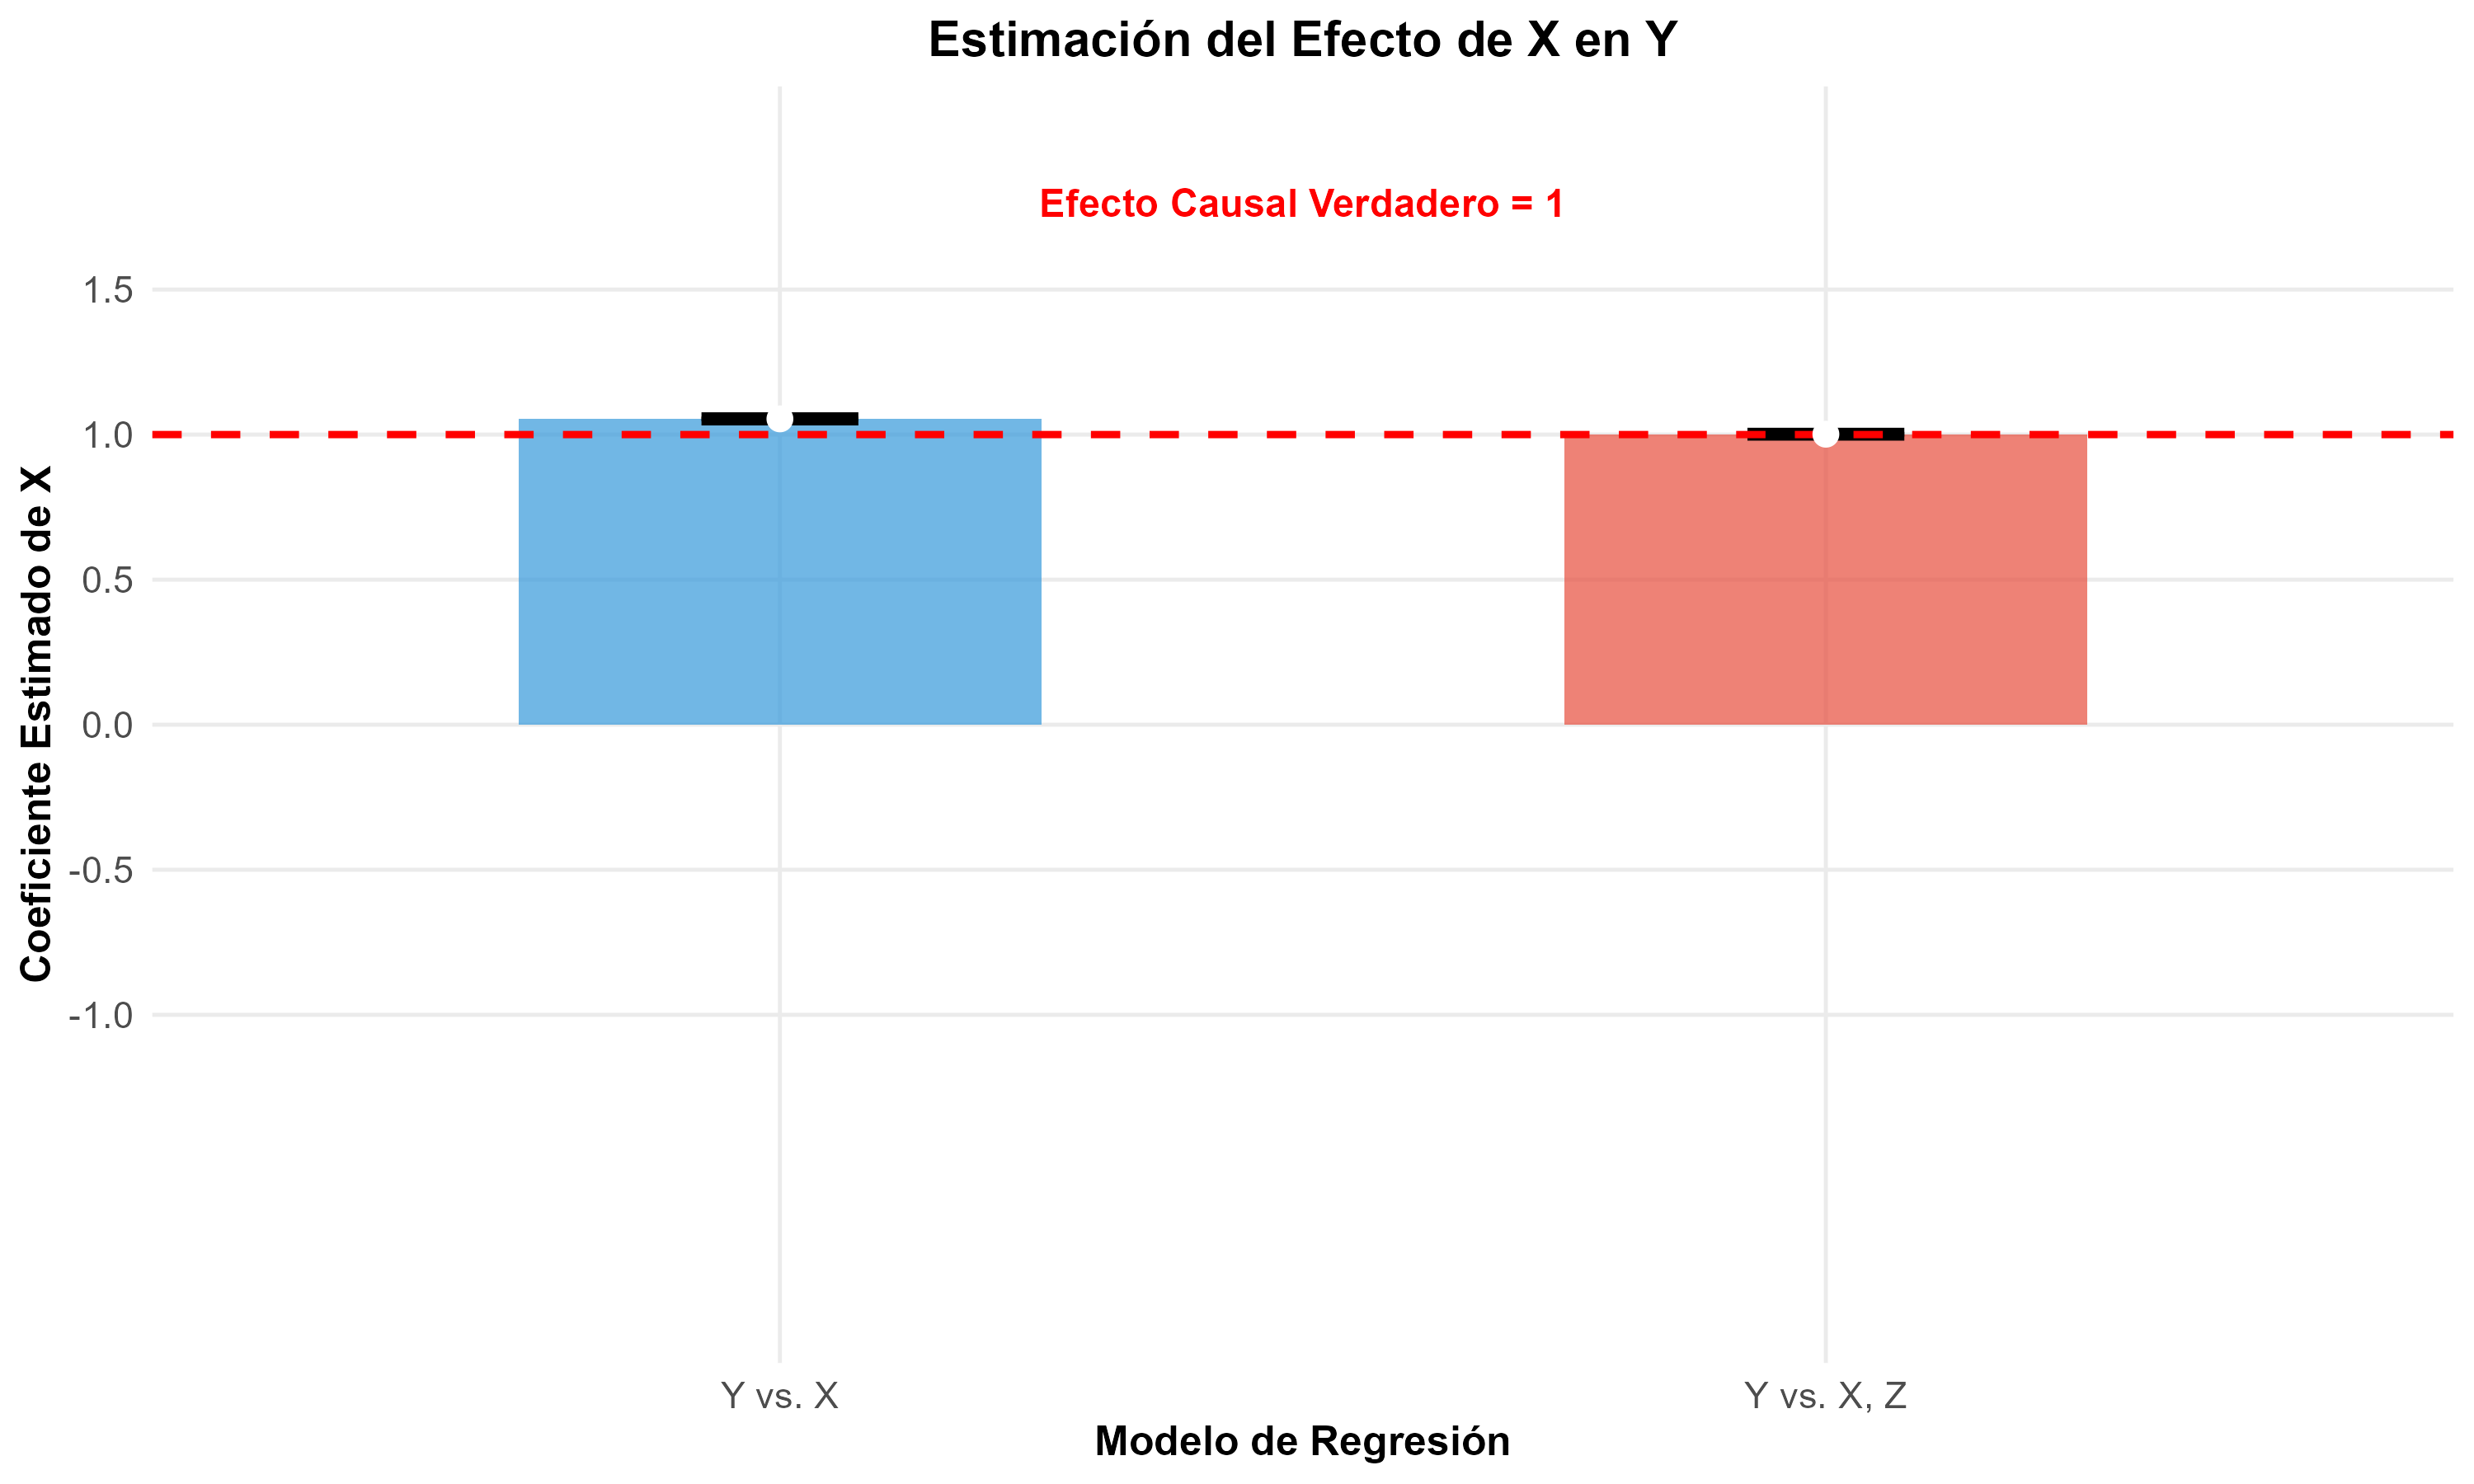 Estimación del Efecto de X en Y
Efecto Causal Verdadero = 1
Coeficiente Estimado de X
1.5
1.0
0.5
0.0
-0.5
-1.0
Y vs. X
Y vs. X, Z
Modelo de Regresión